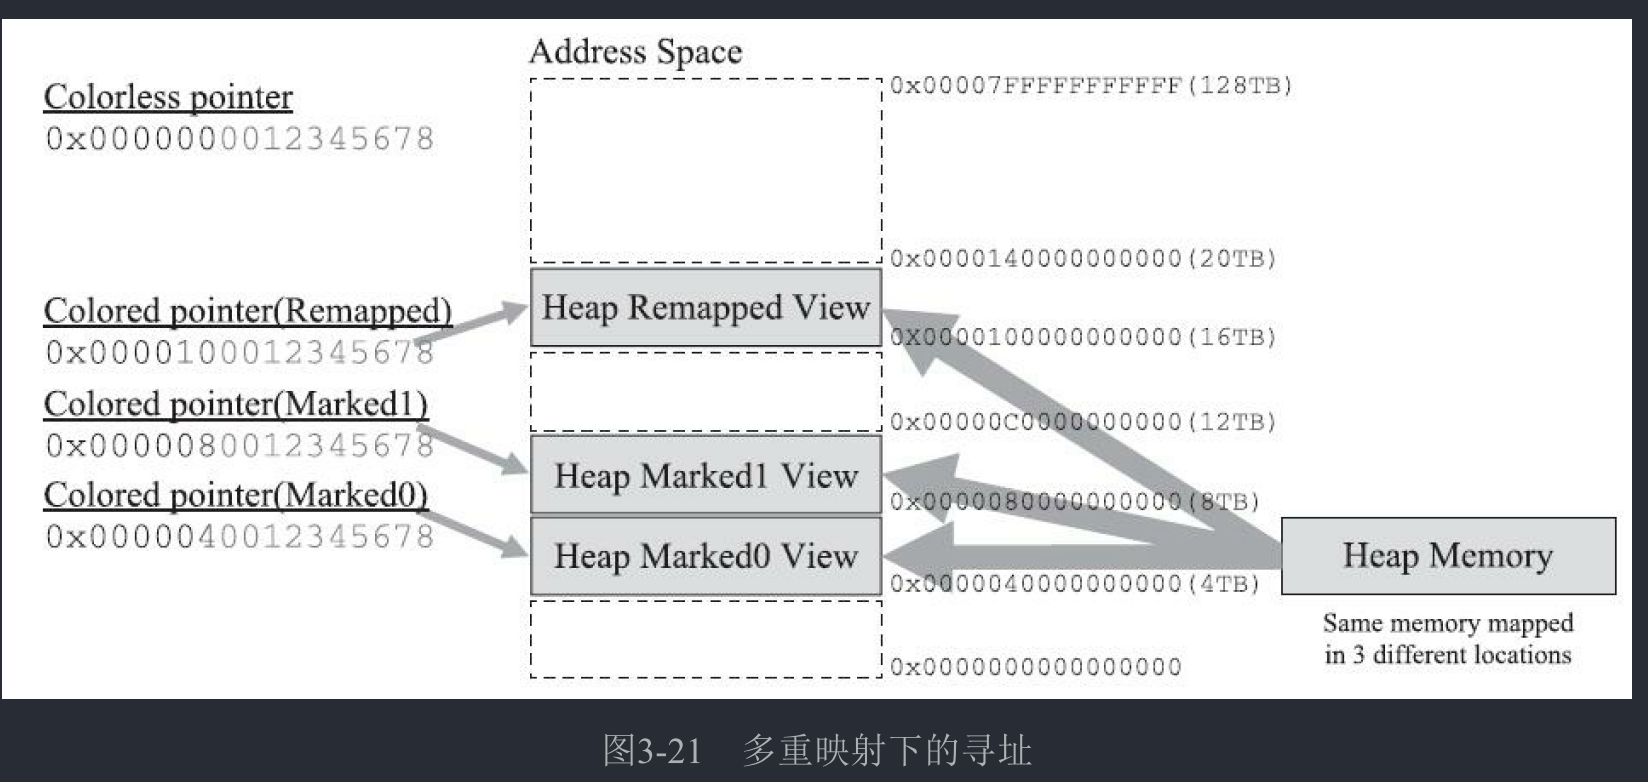 Address Space
0x00007FFFFFFFFFFF(128TB)
Colorless pointer
0x0000000012345678
0x0000140000000000(20TB)
Colored pointer(Remapped)
0x0000100012345678
Heap Remapped View
0X0000100000000000(16TB)
Colored pointer(Marked1)
0x0000080012345678
0x00000C0000000000(12TB)
Heap Marked1 View
0x0000080000000000(8TB)
Colored pointer(Marked0)
0x0000040012345678
Heap Marked0 View
0x0000040000000000(4TB)
Heap Memory
Same memory mapped
in 3 different locations
0x0000000000000000
图3-21 多重映射下的寻址